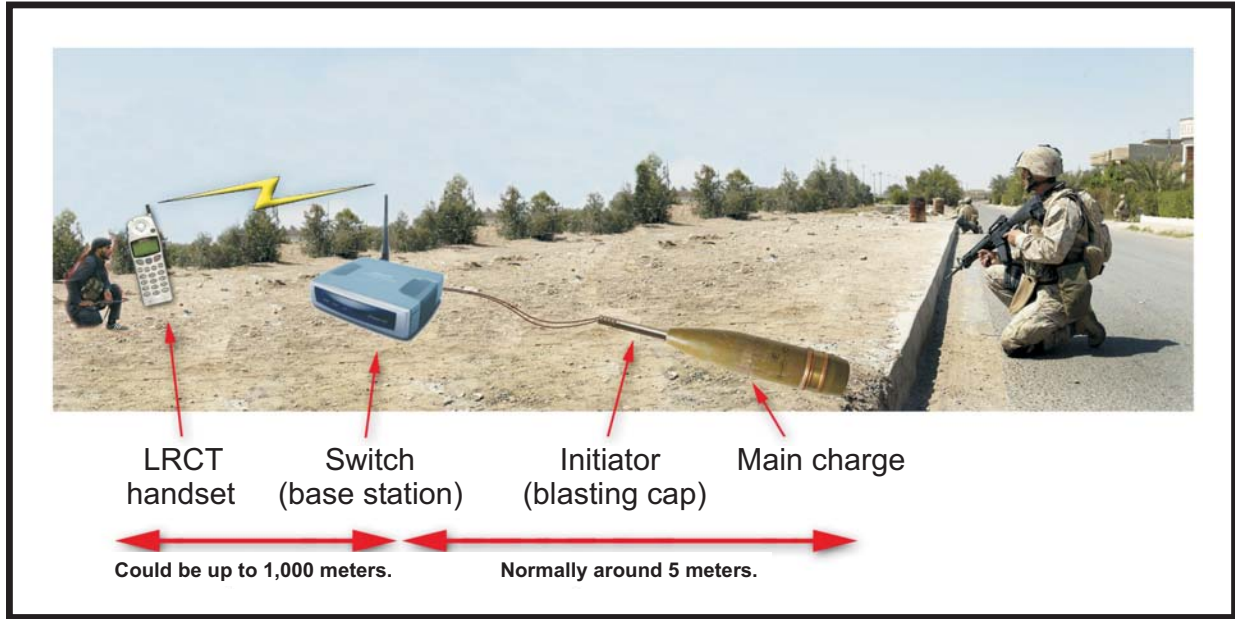 LRCT
handset
Switch
(base station)
Initiator
(blasting cap)
Main charge
Could be up to 1,000 meters.
Normally around 5 meters.